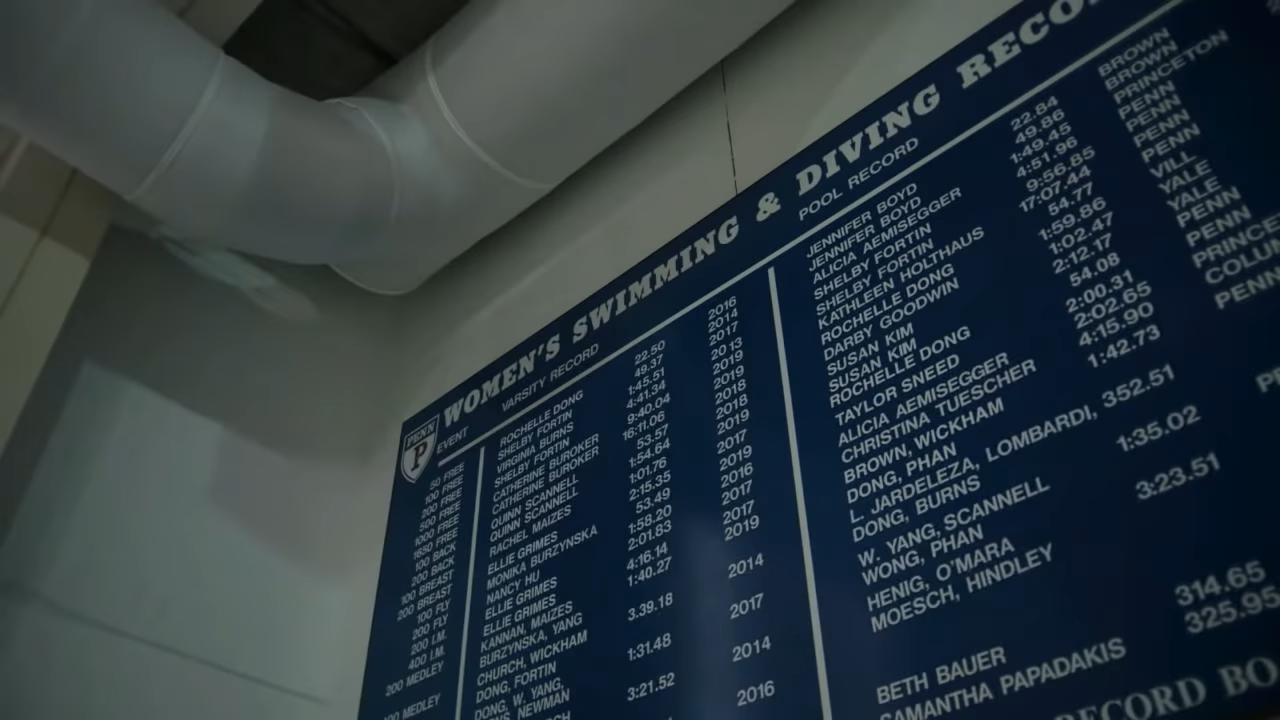 WOMEN'S SWIMMING & DIVING RECO
PENN
P
EVENT
VARSITY RECORD
POOL RECORD
50 FREE ROCHELLE DONG 22.50 2016
100 FREE SHELBY FORTIN 49.37 2014
200 FREE VIRGINIA BURNS 1:45.51 2017
500 FREE SHELBY FORTIN 4:41.34 2013
1000 FREE CATHERINE BUROKER 9:40.04 2019
1650 FREE CATHERINE BUROKER 16:11.06 2019
100 BACK QUINN SCANNELL 53.57 2018
200 BACK QUINN SCANNELL 1:54.64 2018
100 BREAST RACHEL MAIZES 1:01.76 2019
200 BREAST ELLIE GRIMES 2:15.35 2017
100 FLY MONIKA BURZYNSKA 53.49 2019
200 FLY NANCY HU 1:58.20 2016
200 I.M. ELLIE GRIMES 2:01.83 2017
400 I.M. ELLIE GRIMES 4:16.14 2017
200 MEDLEY KANNAN, MAIZES 1:40.27 2019
BURZYNSKA, YANG
MEDLEY CHURCH, WICKHAM 3.39.18 2014
DONG, FORTIN
DONG, W. YANG, 1:31.48 2017
NEWMAN
3:21.52 2014
2016
JENNIFER BOYD 22.84 BROWN
JENNIFER BOYD 49.86 BROWN
ALICIA AEMISEGGER 1:49.45 PRINCETON
SHELBY FORTIN 4:51.96 PENN
SHELBY FORTIN 9:56.85 PENN
KATHLEEN HOLTHAUS 17:07.44 PENN
ROCHELLE DONG 54.77 PENN
DARBY GOODWIN 1:59.86 VILL
SUSAN KIM 1:02.47 YALE
SUSAN KIM 2:12.17 YALE
ROCHELLE DONG 54.08 PENN
TAYLOR SNEED 2:00.31 PENN
ALICIA AEMISEGGER 2:02.65 PRINCE
CHRISTINA TUESCHER 4:15.90 COLU
BROWN, WICKHAM 1:42.73 PENN
DONG, PHAN
L. JARDELEZA, LOMBARDI, 352.51
DONG, BURNS
W. YANG, SCANNELL 1:35.02
WONG, PHAN
HENIG, O'MARA 3:23.51
MOESCH, HINDLEY
BETH BAUER 314.65
SAMANTHA PAPADAKIS 325.95
RECORD BO